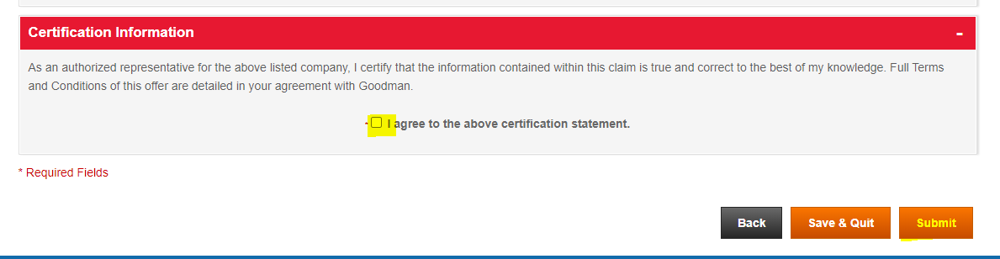 Certification Information
-
As an authorized representative for the above listed company, I certify that the information contained within this claim is true and correct to the best of my knowledge. Full Terms
and Conditions of this offer are detailed in your agreement with Goodman.
I agree to the above certification statement.
* Required Fields
Back Save & Quit Submit